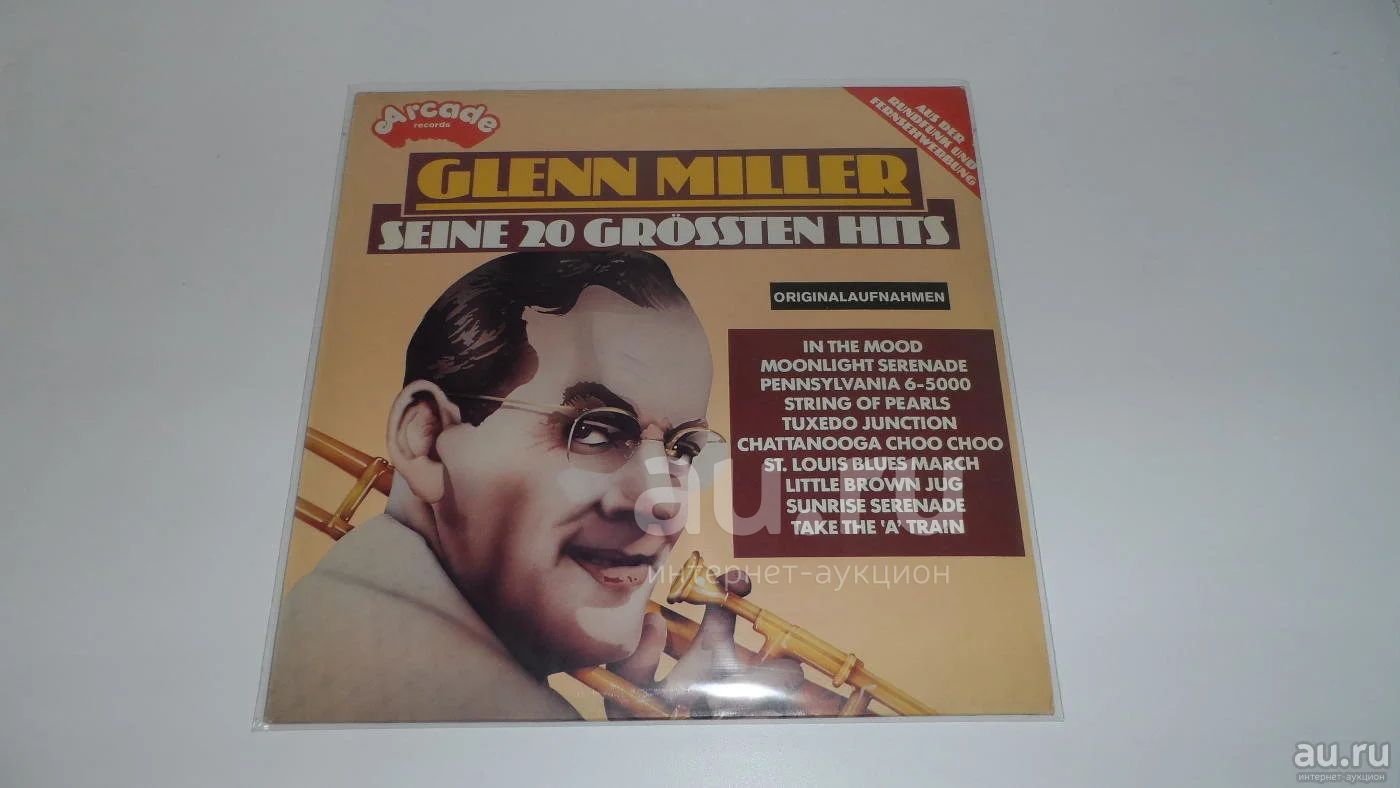 Arcade
records
AUS DER
RUNDFUNK UND
FERNSEHWERBUNG
GLENN MILLER
SEINE 20 GRÖSSTEN HITS
ORIGINALAUFNAHMEN
IN THE MOOD
MOONLIGHT SERENADE
PENNSYLVANIA 6-5000
STRING OF PEARLS
TUXEDO JUNCTION
CHATTANOOGA CHOO CHOO
ST. LOUIS BLUES MARCH
LITTLE BROWN JUG
SUNRISE SERENADE
TAKE THE 'A' TRAIN
au.ru
интернет-аукцион
au.ru
интернет-аукцион